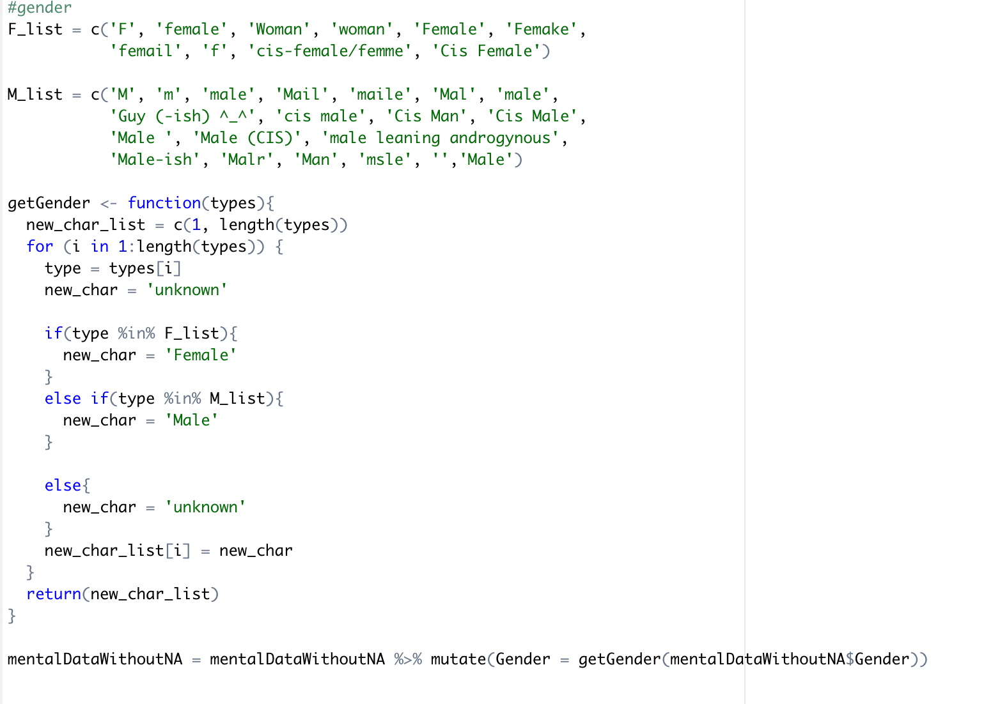 #gender
F_list = c('F', 'female', 'Woman', 'woman', 'Female', 'Femake',
           'femail', 'f', 'cis-female/femme', 'Cis Female')

M_list = c('M', 'm', 'male', 'Mail', 'maile', 'Mal', 'male',
           'Guy (-ish) ^_^', 'cis male', 'Cis Man', 'Cis Male',
           'Male ', 'Male (CIS)', 'male leaning androgynous',
           'Male-ish', 'Malr', 'Man', 'msle', '','Male')

getGender <- function(types){
  new_char_list = c(1, length(types))
  for (i in 1:length(types)) {
    type = types[i]
    new_char = 'unknown'

    if(type %in% F_list){
      new_char = 'Female'
    }
    else if(type %in% M_list){
      new_char = 'Male'
    }

    else{
      new_char = 'unknown'
    }
    new_char_list[i] = new_char
  }
  return(new_char_list)
}

mentalDataWithoutNA = mentalDataWithoutNA %>% mutate(Gender = getGender(mentalDataWithoutNA$Gender))